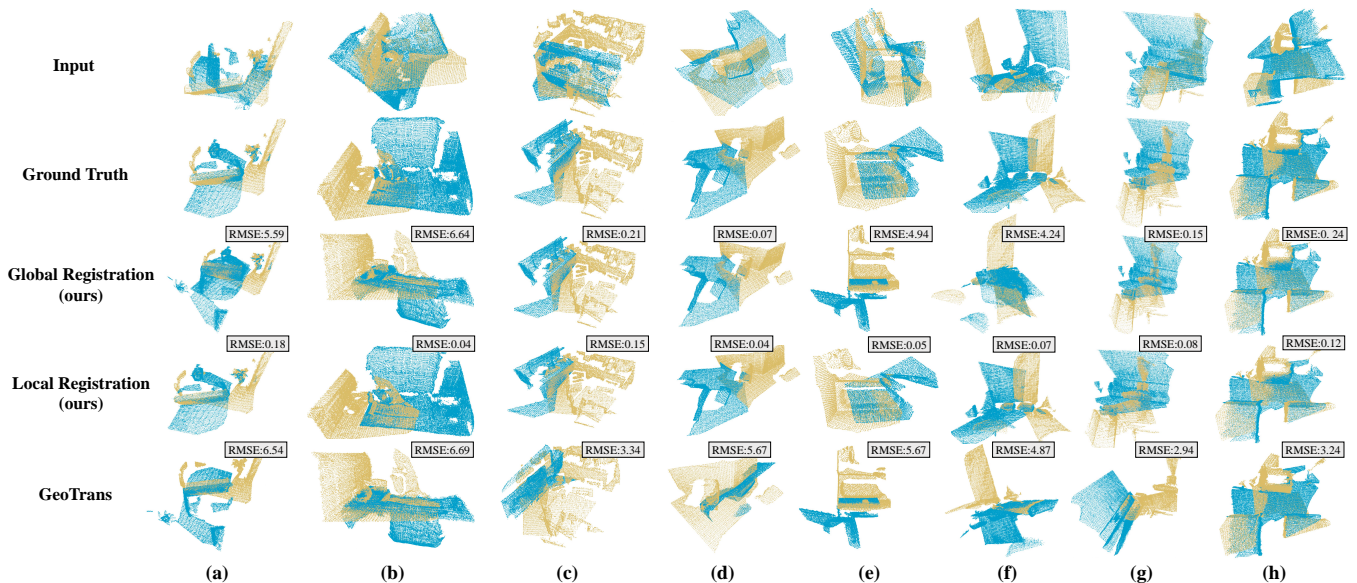 Input
Ground Truth
RMSE:5.59 RMSE:6.64 RMSE:0.21 RMSE:0.07 RMSE:4.94 RMSE:4.24 RMSE:0.15 RMSE:0. 24
Global Registration
(ours)
RMSE:0.18 RMSE:0.04 RMSE:0.15 RMSE:0.04 RMSE:0.05 RMSE:0.07 RMSE:0.08 RMSE:0.12
Local Registration
(ours)
RMSE:6.54 RMSE:6.69 RMSE:3.34 RMSE:5.67 RMSE:5.67 RMSE:4.87 RMSE:2.94 RMSE:3.24
GeoTrans
(a) (b) (c) (d) (e) (f) (g) (h)